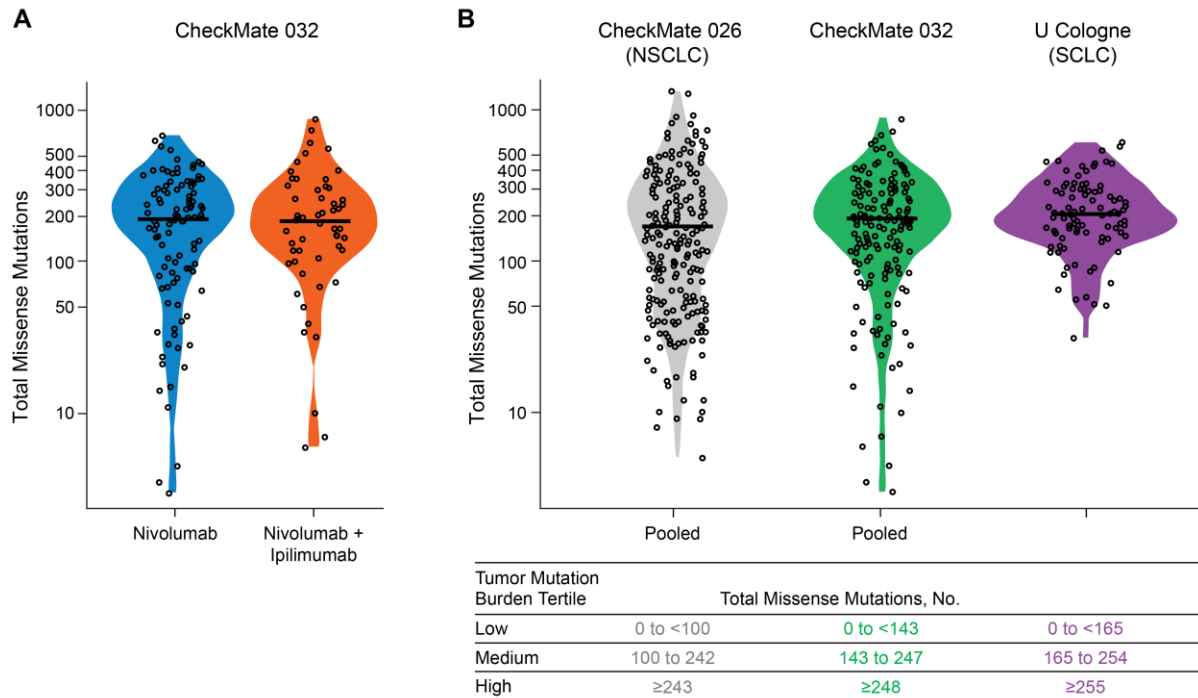 A
CheckMate 032
Total Missense Mutations
1000
500
400
300
200
100
50
10
Nivolumab
Nivolumab +
Ipilimumab
B
CheckMate 026
(NSCLC)
CheckMate 032
U Cologne
(SCLC)
Total Missense Mutations
1000
500
400
300
200
100
50
10
Pooled
Pooled
Tumor Mutation
Burden Tertile Total Missense Mutations, No.
Low 0 to <100 0 to <143 0 to <165
Medium 100 to 242 143 to 247 165 to 254
High ≥243 ≥248 ≥255